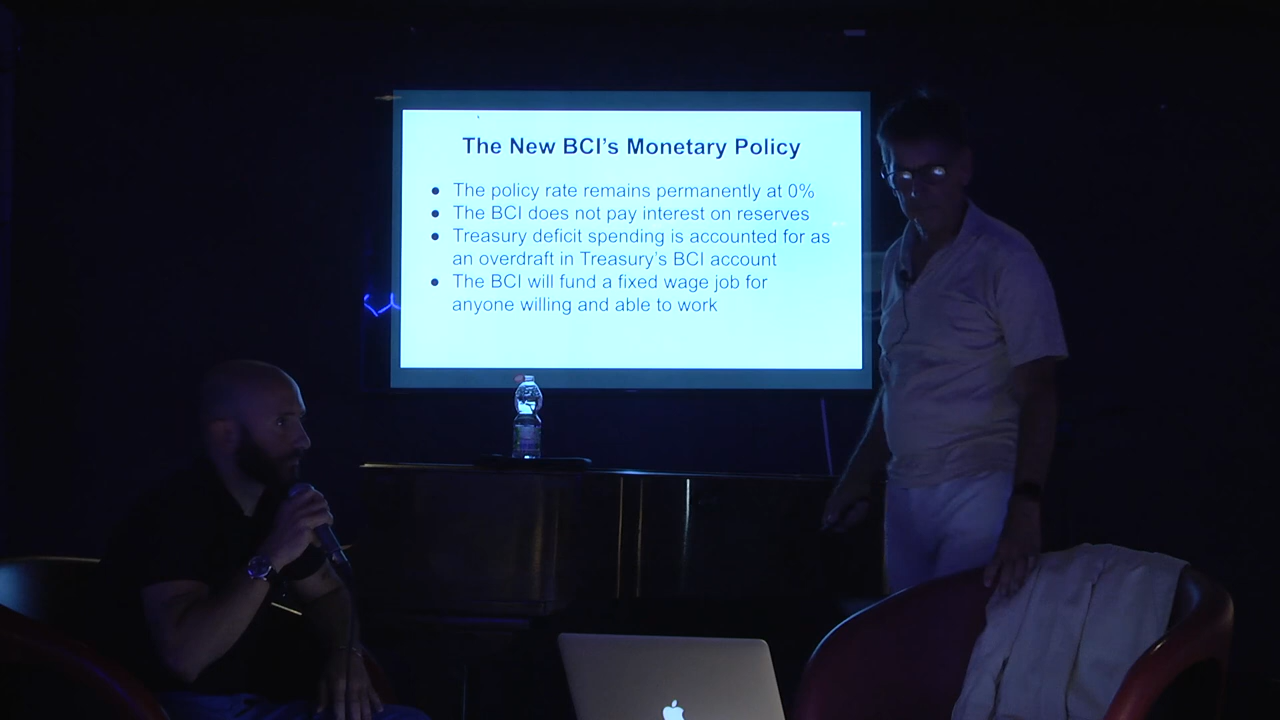 The New BCI's Monetary Policy
● The policy rate remains permanently at 0%
● The BCI does not pay interest on reserves
● Treasury deficit spending is accounted for as
an overdraft in Treasury's BCI account
● The BCI will fund a fixed wage job for
anyone willing and able to work